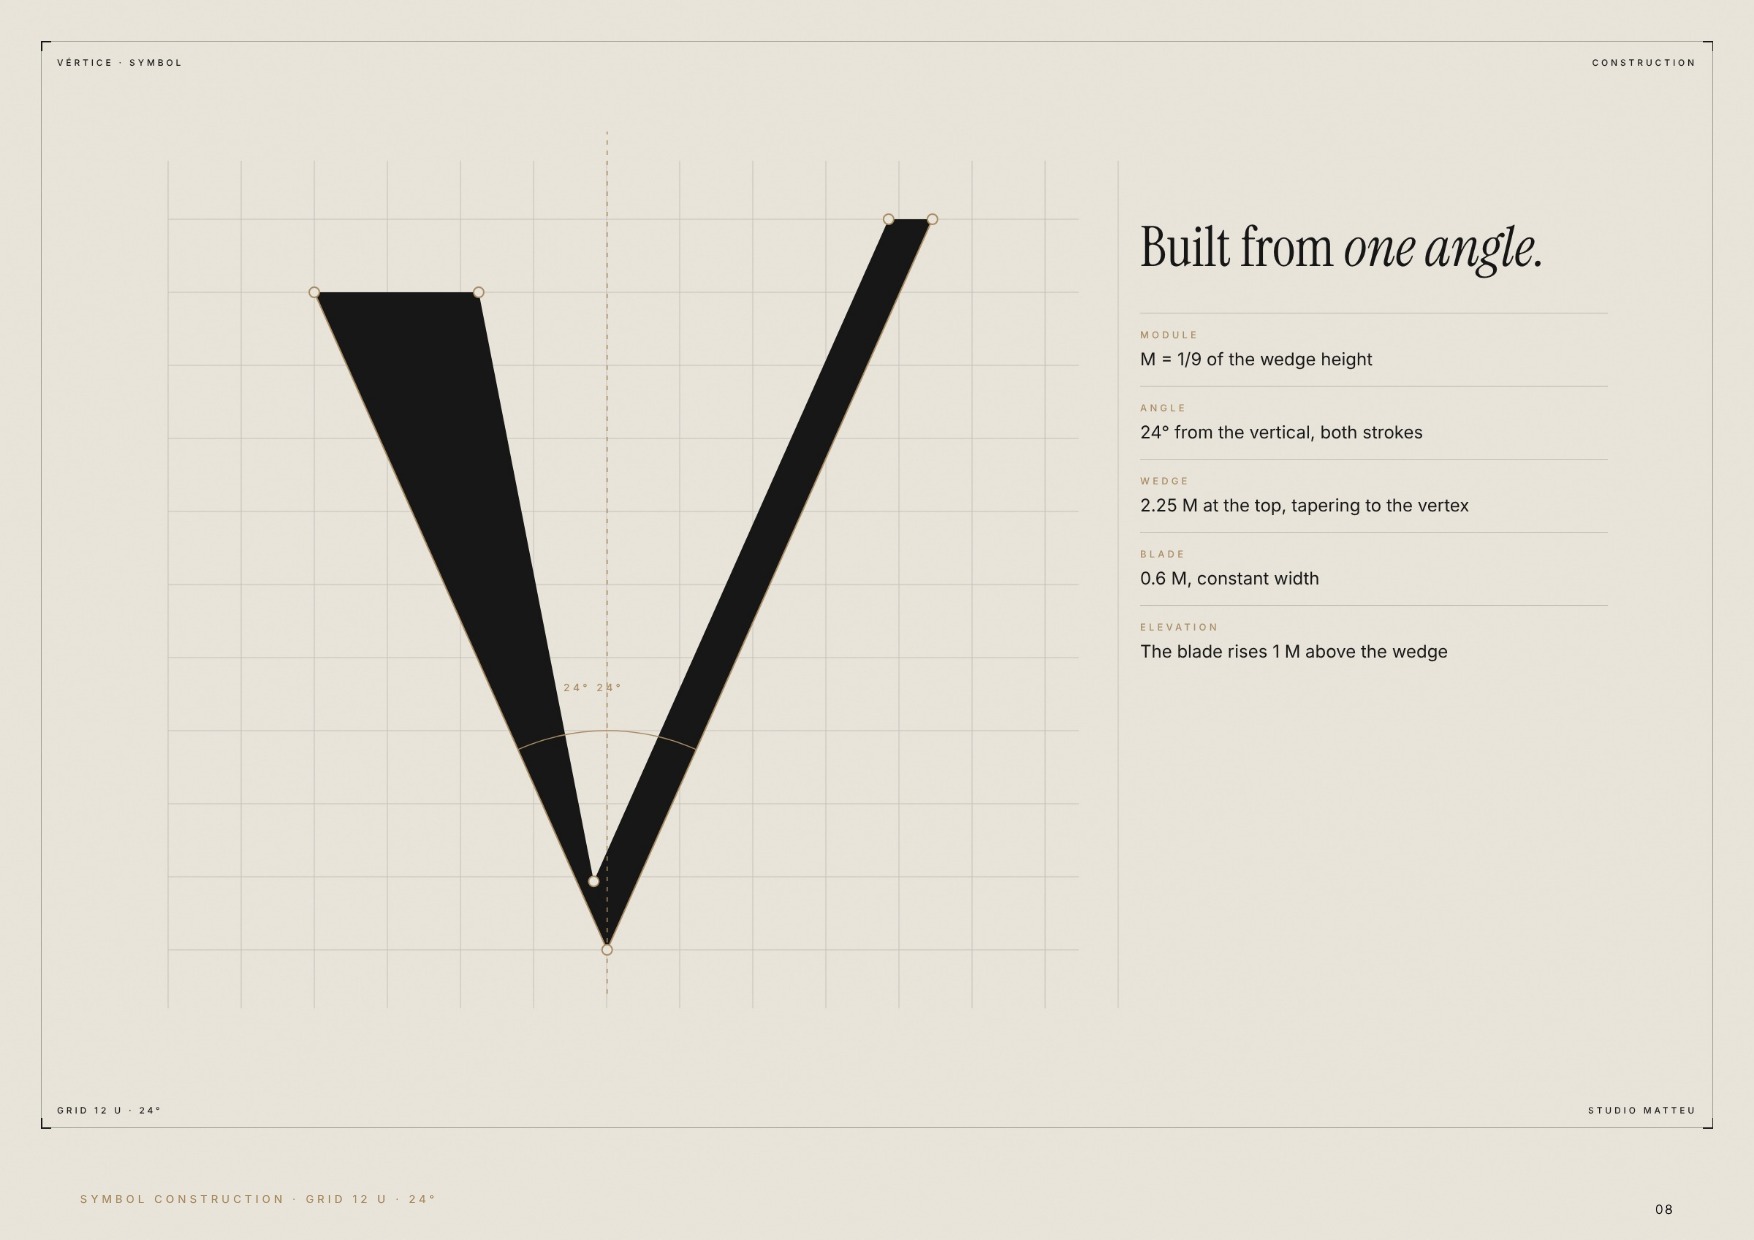 VÉRTICE · SYMBOL
CONSTRUCTION
Built from one angle.
MODULE
M = 1/9 of the wedge height
ANGLE
24° from the vertical, both strokes
WEDGE
2.25 M at the top, tapering to the vertex
BLADE
0.6 M, constant width
ELEVATION
The blade rises 1 M above the wedge
24° 24°
GRID 12 U · 24°
STUDIO MATTEU
SYMBOL CONSTRUCTION · GRID 12 U · 24°
08